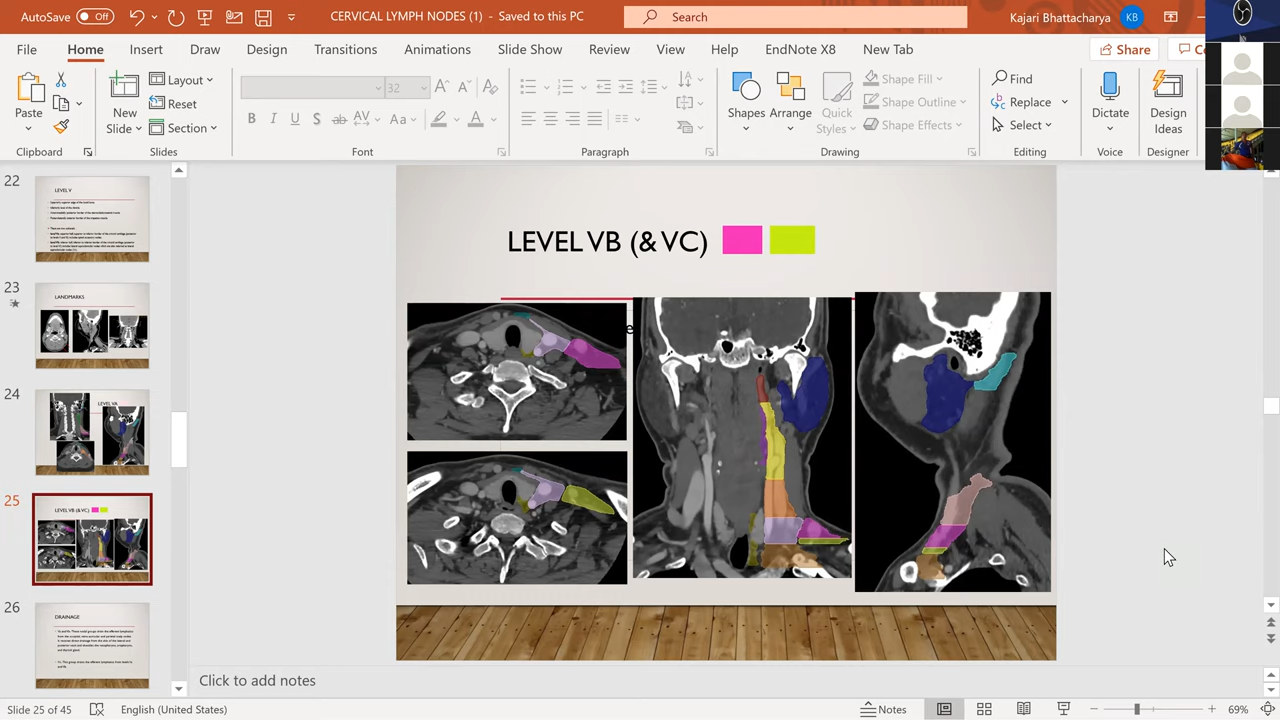 AutoSave Off CERVICAL LYMPH NODES (1) - Saved to this PC Search Kajari Bhattacharya KB
File Home Insert Draw Design Transitions Animations Slide Show Review View Help EndNote X8 New Tab Share Co
Paste New Slide Layout Reset Section 32 Shapes Arrange Quick Styles Shape Fill Shape Outline Shape Effects Find Replace Select Dictate Design Ideas
Clipboard Slides Font Paragraph Drawing Editing Voice Designer
22
LEVEL V
23
LANDMARKS
24
LEVEL VA
25
LEVEL VB (& VC)
26
DRAINAGE
LEVEL VB (& VC)
Click to add notes
Slide 25 of 45 English (United States) Notes 69%